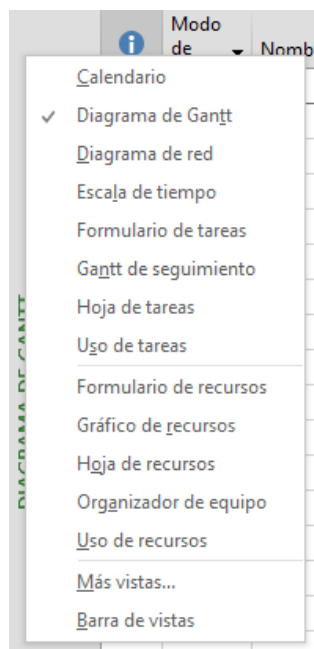 Modo
de
Nomb
Calendario
Diagrama de Gantt
Diagrama de red
Escala de tiempo
Formulario de tareas
Gantt de seguimiento
Hoja de tareas
Uso de tareas
Formulario de recursos
Gráfico de recursos
Hoja de recursos
Organizador de equipo
Uso de recursos
Más vistas...
Barra de vistas
DIAGRAMA DE GANTT